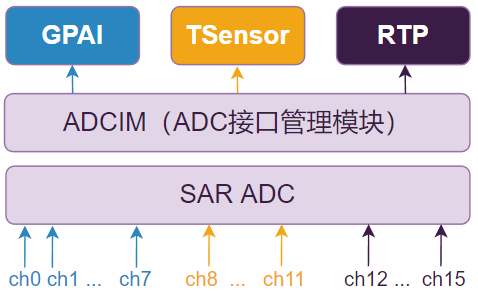 GPAI TSensor RTP
ADCIM（ADC接口管理模块）
SAR ADC
ch0 ch1 ... ch7 ch8 ... ch11 ch12 ... ch15